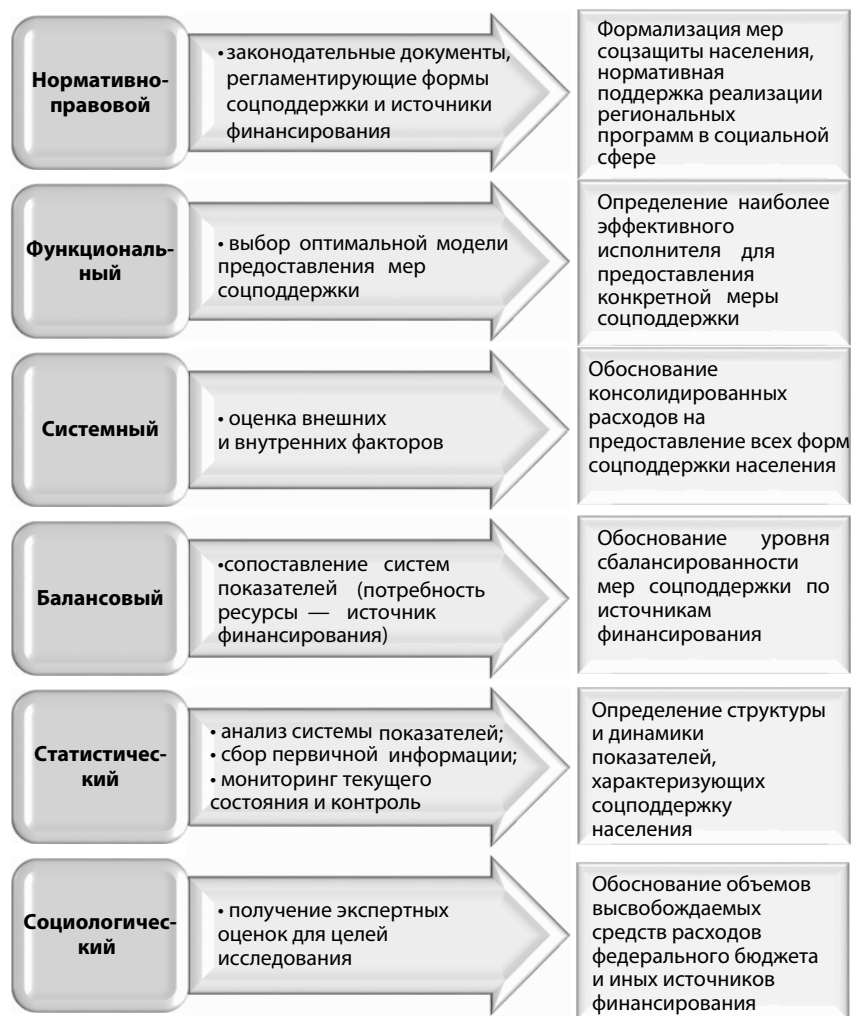 Нормативно-
правовой
•законодательные документы,
регламентирующие формы
соцподдержки и источники
финансирования
Формализация мер
соцзащиты населения,
нормативная
поддержка реализации
региональных
программ в социальной
сфере
Функциональ-
ный
• выбор оптимальной модели
предоставления мер
соцподдержки
Определение наиболее
эффективного
исполнителя для
предоставления
конкретной меры
соцподдержки
Системный
• оценка внешних
и внутренних факторов
Обоснование
консолидированных
расходов на
предоставление всех форм
соцподдержки населения
Балансовый
•сопоставление систем
показателей (потребность
ресурсы — источник
финансирования)
Обоснование уровня
сбалансированности
мер соцподдержки по
источникам
финансирования
Статистичес-
кий
• анализ системы показателей;
• сбор первичной информации;
• мониторинг текущего
состояния и контроль
Определение структуры
и динамики
показателей,
характеризующих
соцподдержку
населения
Социологичес-
кий
• получение экспертных
оценок для целей
исследования
Обоснование объемов
высвобождаемых
средств расходов
федерального бюджета
и иных источников
финансирования